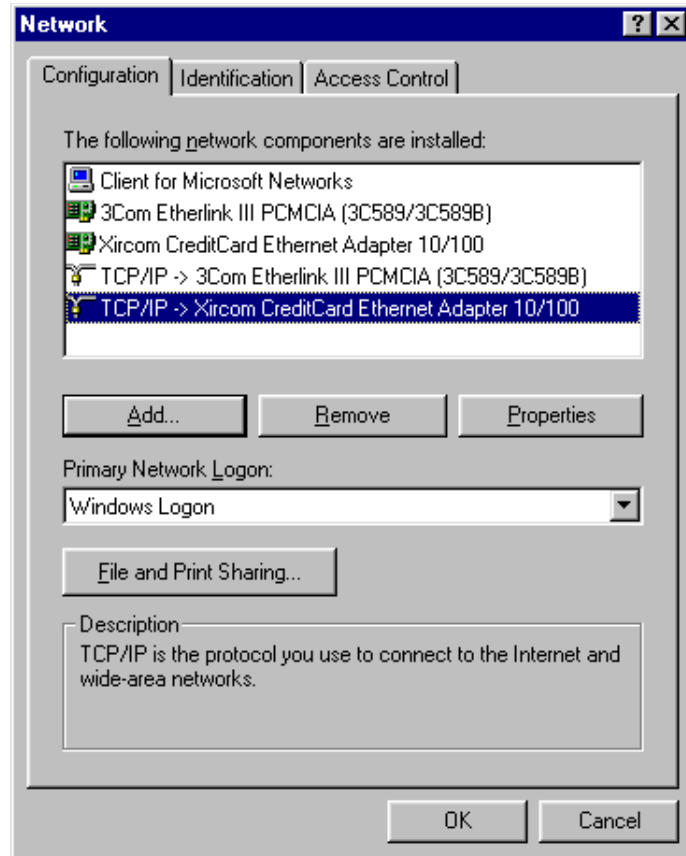 Network
Configuration Identification Access Control
The following network components are installed:
Client for Microsoft Networks
3Com Etherlink III PCMCIA (3C589/3C589B)
Xircom CreditCard Ethernet Adapter 10/100
TCP/IP -> 3Com Etherlink III PCMCIA (3C589/3C589B)
TCP/IP -> Xircom CreditCard Ethernet Adapter 10/100
Add... Remove Properties
Primary Network Logon:
Windows Logon
File and Print Sharing...
Description
TCP/IP is the protocol you use to connect to the Internet and
wide-area networks.
OK Cancel